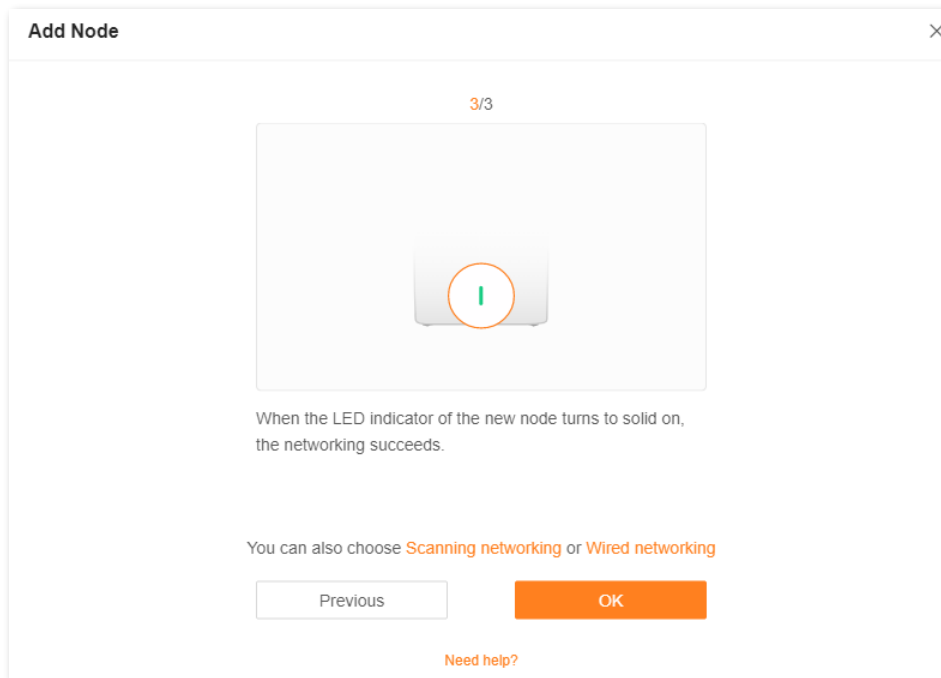 Add Node
3/3
When the LED indicator of the new node turns to solid on,
the networking succeeds.
You can also choose Scanning networking or Wired networking
Previous
OK
Need help?